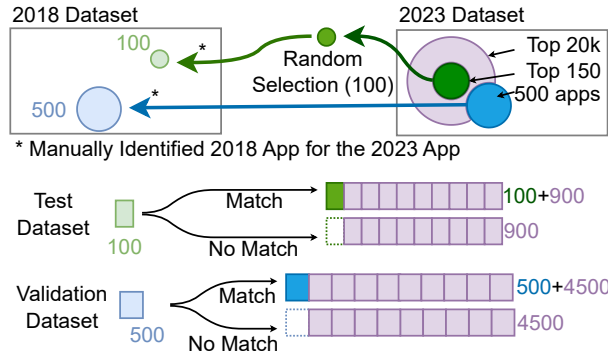 2018 Dataset
2023 Dataset
100
*
Random
Selection (100)
Top 20k
Top 150
500 apps
500
*
* Manually Identified 2018 App for the 2023 App
Test
Dataset
100
Match
100+900
No Match
900
Validation
Dataset
500
Match
500+4500
No Match
4500